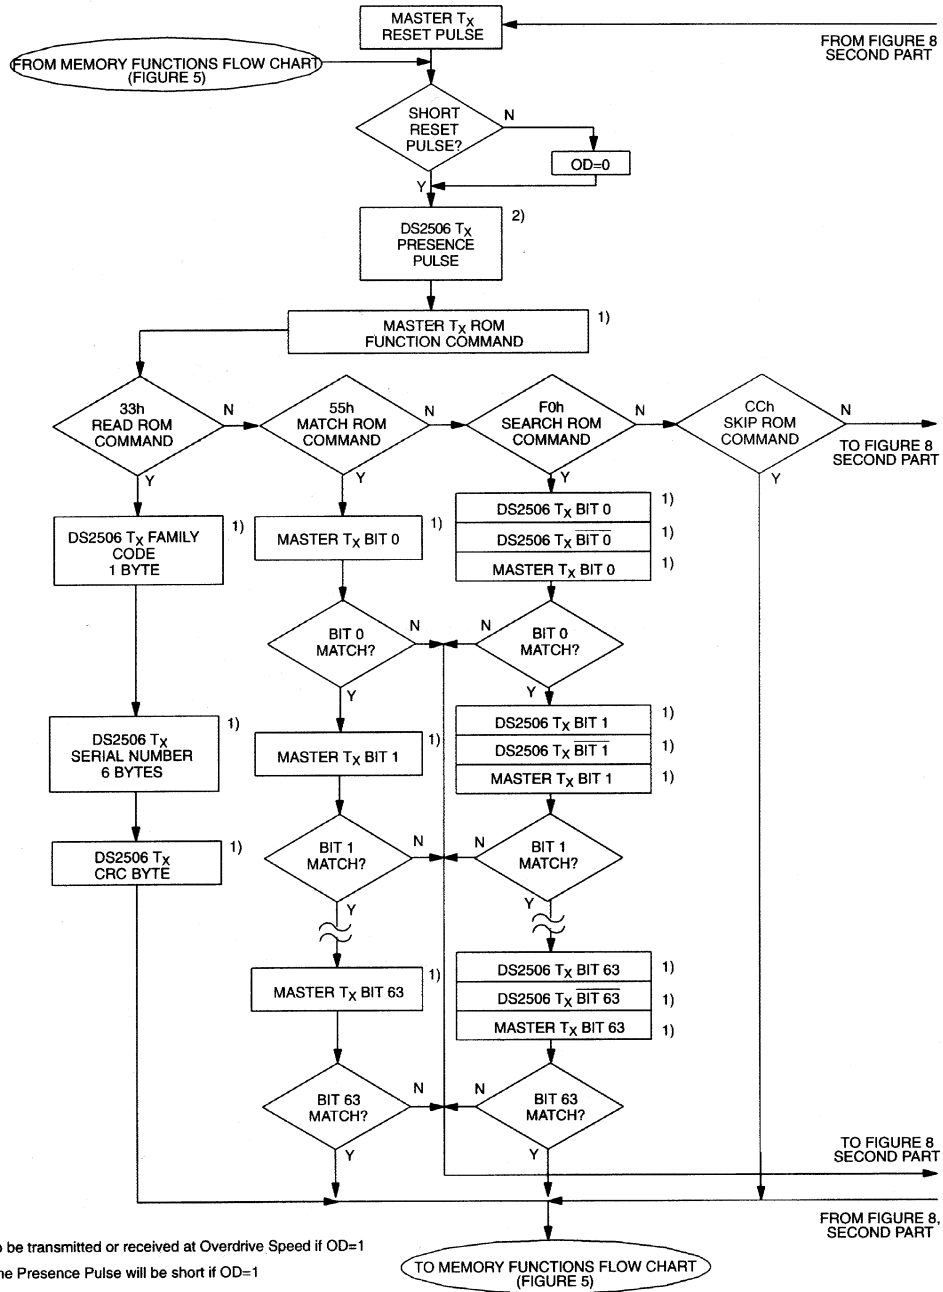 MASTER TX
RESET PULSE
FROM FIGURE 8
SECOND PART
FROM MEMORY FUNCTIONS FLOW CHART
(FIGURE 5)
SHORT
RESET
PULSE?
N
OD=0
Y
DS2506 TX
PRESENCE
PULSE
2)
MASTER TX ROM
FUNCTION COMMAND
1)
33h
READ ROM
COMMAND
N
55h
MATCH ROM
COMMAND
N
F0h
SEARCH ROM
COMMAND
N
CCh
SKIP ROM
COMMAND
N
TO FIGURE 8
SECOND PART
Y
Y
Y
Y
DS2506 TX FAMILY
CODE
1 BYTE
1)
MASTER TX BIT 0
1)
DS2506 TX BIT 0
1)
DS2506 TX BIT 0
1)
MASTER TX BIT 0
1)
BIT 0
MATCH?
N
N
BIT 0
MATCH?
Y
Y
DS2506 TX
SERIAL NUMBER
6 BYTES
1)
MASTER TX BIT 1
1)
DS2506 TX BIT 1
1)
DS2506 TX BIT 1
1)
MASTER TX BIT 1
1)
DS2506 TX
CRC BYTE
1)
BIT 1
MATCH?
N
N
BIT 1
MATCH?
Y
Y
MASTER TX BIT 63
1)
DS2506 TX BIT 63
1)
DS2506 TX BIT 63
1)
MASTER TX BIT 63
1)
BIT 63
MATCH?
N
N
BIT 63
MATCH?
Y
Y
TO FIGURE 8
SECOND PART
FROM FIGURE 8,
SECOND PART
o be transmitted or received at Overdrive Speed if OD=1
ne Presence Pulse will be short if OD=1
TO MEMORY FUNCTIONS FLOW CHART
(FIGURE 5)